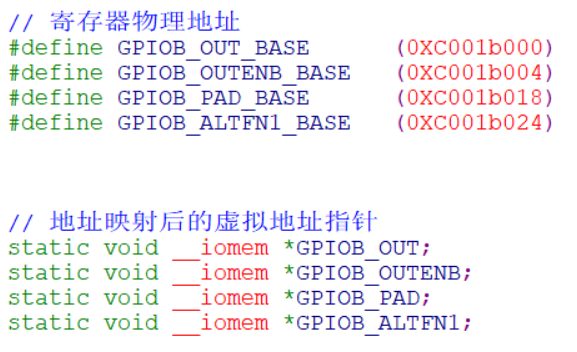 // 寄存器物理地址
#define GPIOB_OUT_BASE (0XC001b000)
#define GPIOB_OUTENB_BASE (0XC001b004)
#define GPIOB_PAD_BASE (0XC001b018)
#define GPIOB_ALTFN1_BASE (0XC001b024)
// 地址映射后的虚拟地址指针
static void __iomem *GPIOB_OUT;
static void __iomem *GPIOB_OUTENB;
static void __iomem *GPIOB_PAD;
static void __iomem *GPIOB_ALTFN1;